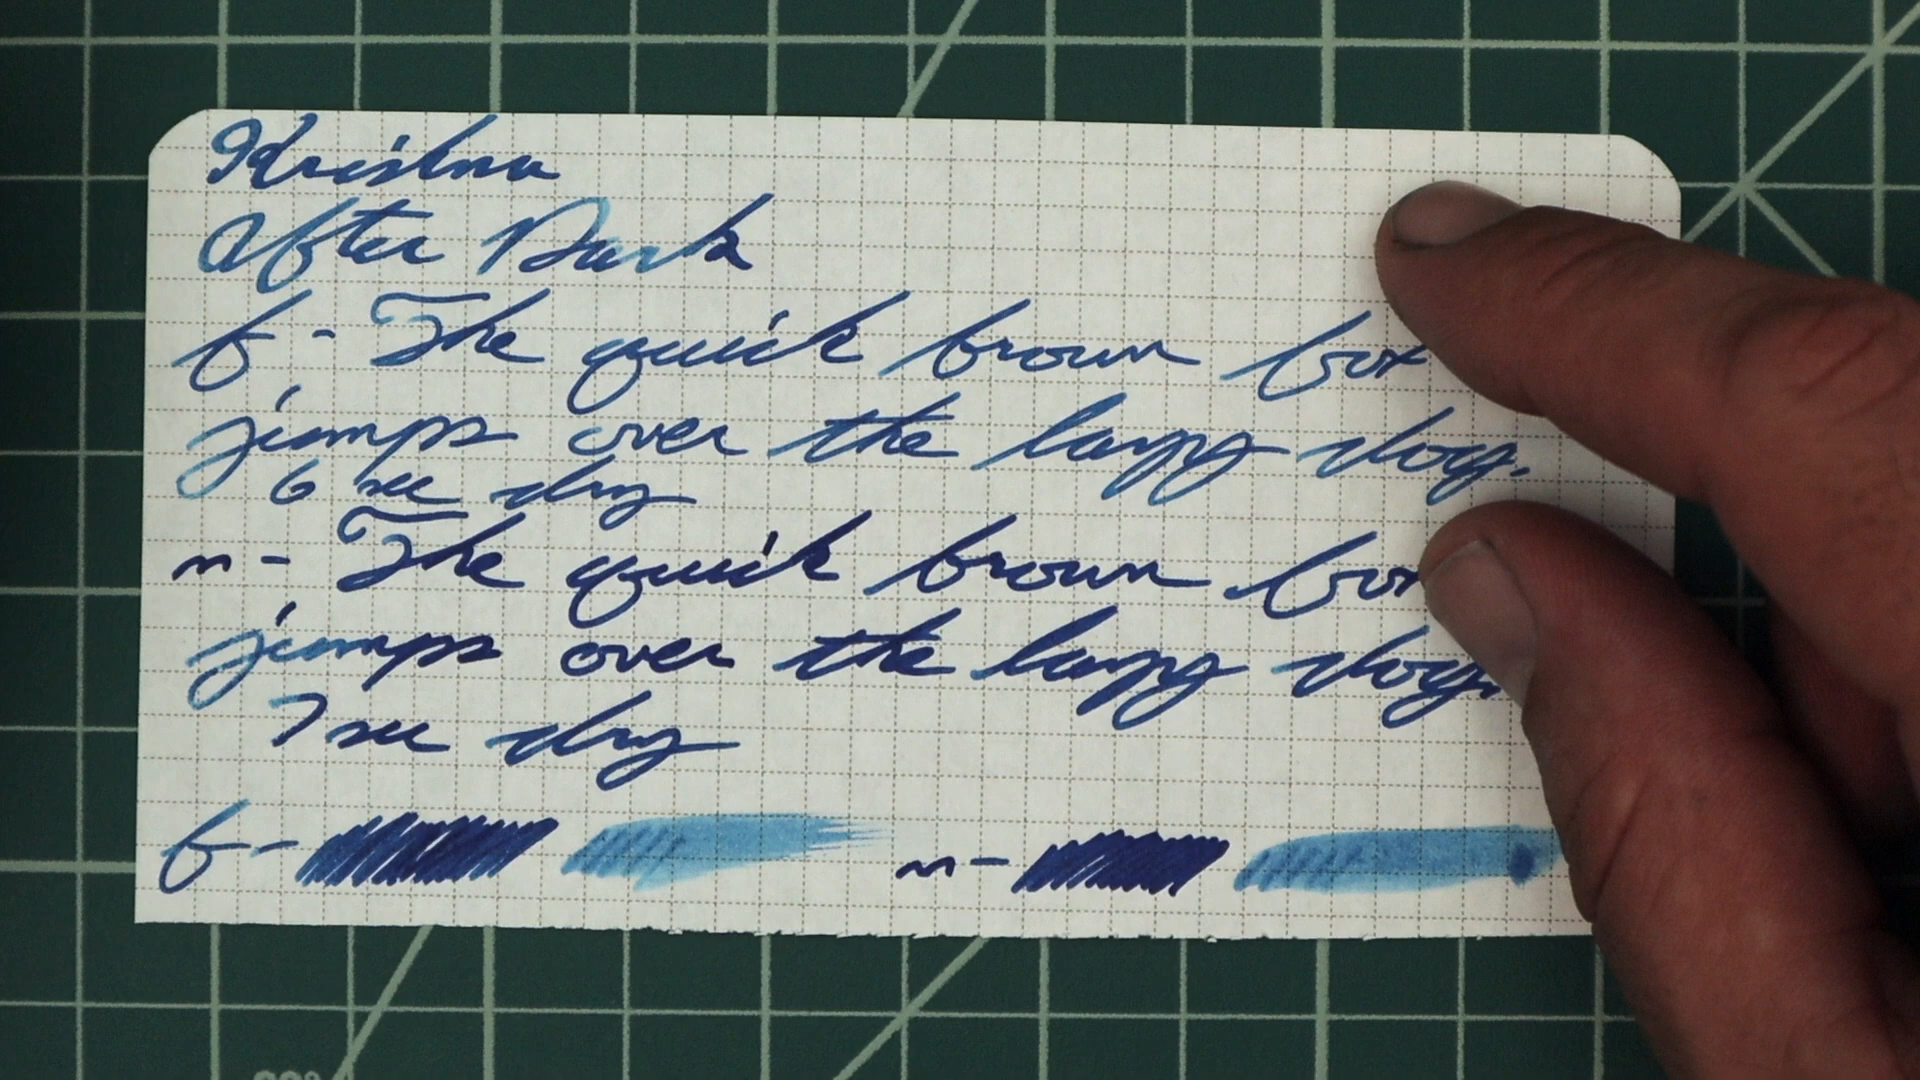 Krishna
After Dark
f - The quick brown fox
jumps over the lazy dog.
6 sec dry
m - The quick brown fox
jumps over the lazy dog.
7 sec dry
f - m -